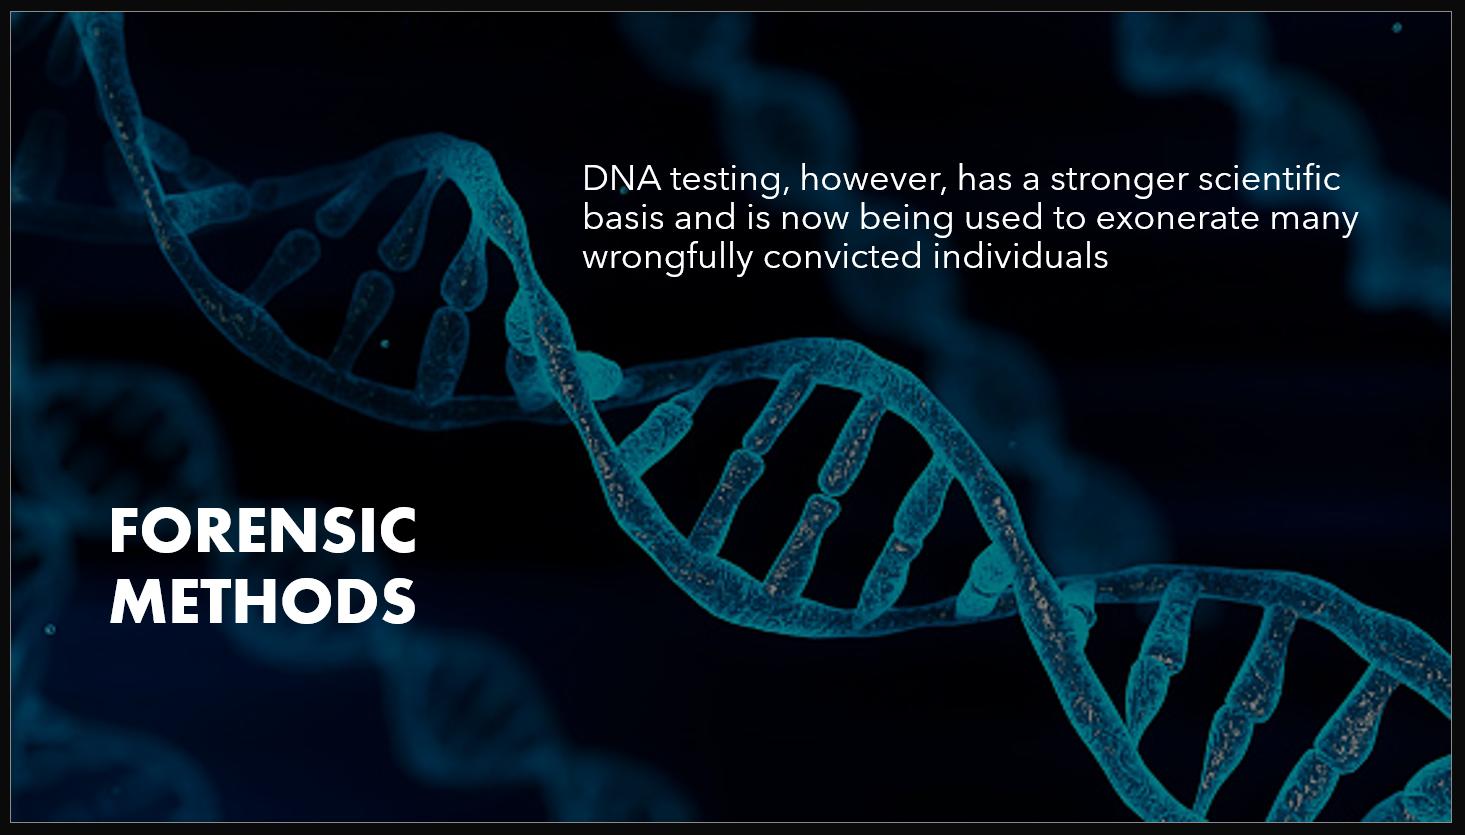 DNA testing, however, has a stronger scientific
basis and is now being used to exonerate many
wrongfully convicted individuals
FORENSIC
METHODS